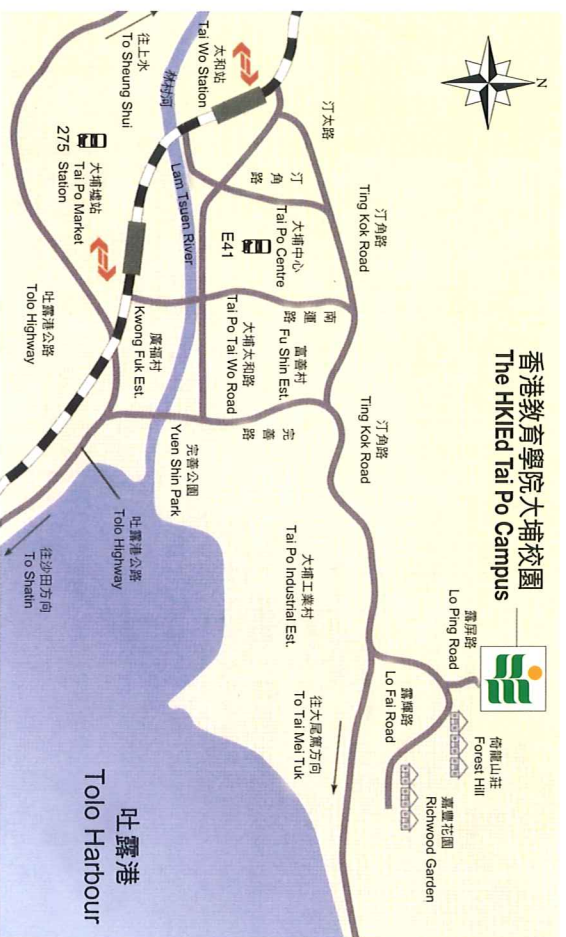 N
香港教育學院大埔校園
The HKIEd Tai Po Campus
露屏路
Lo Ping Road
倚龍山莊
Forest Hill
嘉豐花園
Richwood Garden
露輝路
Lo Fai Road
往大尾篤方向
To Tai Mei Tuk
汀太路
汀角路
Ting Kok Road
汀角路
Ting Kok Road
大埔工業村
Tai Po Industrial Est.
太和站
Tai Wo Station
汀角路
大埔中心
Tai Po Centre
E41
南運路
富善村
Fu Shin Est.
大埔太和路
Tai Po Tai Wo Road
完善路
完善公園
Yuen Shin Park
往上水
To Sheung Shui
林村河
Lam Tsuen River
275
大埔墟站
Tai Po Market
Station
廣福村
Kwong Fuk Est.
吐露港公路
Tolo Highway
吐露港公路
Tolo Highway
往沙田方向
To Shatin
吐露港
Tolo Harbour